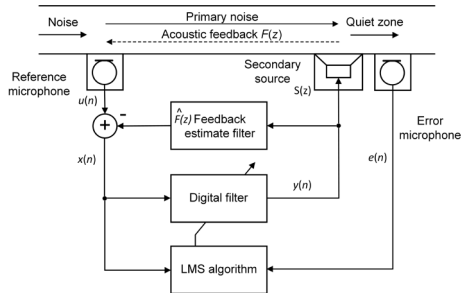 Noise
Primary noise
Quiet zone
Acoustic feedback F(z)
Reference
microphone
Secondary
source
S(z)
Error
microphone
u(n)
-
+
F̂(z) Feedback
estimate filter
x(n)
y(n)
e(n)
Digital filter
LMS algorithm